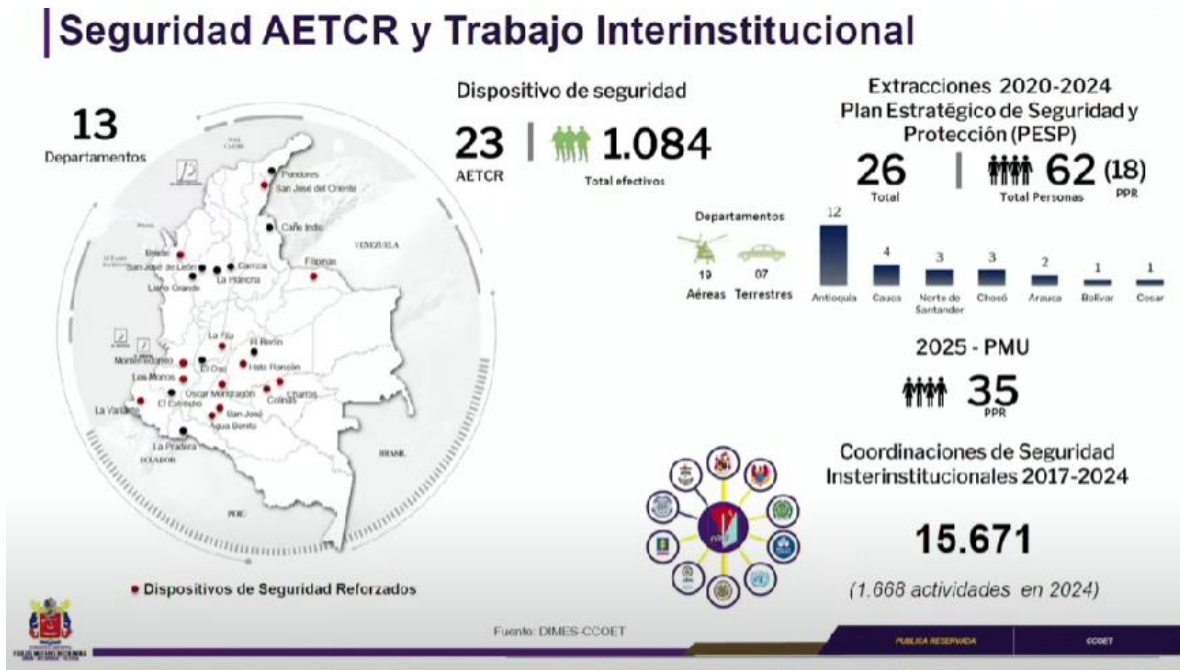 Seguridad AETCR y Trabajo Interinstitucional
13
Departamentos
Dispositivo de seguridad
23
AETCR
1.084
Total efectivos
Extracciones 2020-2024
Plan Estratégico de Seguridad y
Protección (PESP)
26
Total
62 (18)
Total Personas
PPR
Departamentos
19
Aéreas
07
Terrestres
12
4
3
3
2
1
1
Antioquia
Cauca
Norte de
Santander
Chocó
Arauca
Bolívar
Cesar
2025 - PMU
35
PPR
Coordinaciones de Seguridad
Insterinstitucionales 2017-2024
15.671
(1.668 actividades en 2024)
Pondores
San José del Oriente
Caño Indio
VENEZUELA
Filipinas
San José de León
Carrizal
La Plancha
Llano Grande
La Fila
Hato Rancón
Los Monos
El Oso
Oscar Mondragón
Charras
Colinas
El Estrecho
La Variante
San José
Agua Bonita
La Pradera
ECUADOR
BRASIL
PERU
Dispositivos de Seguridad Reforzados
Fuente: DIMES-CCOET
PUBLICA RESERVADA
CCOET